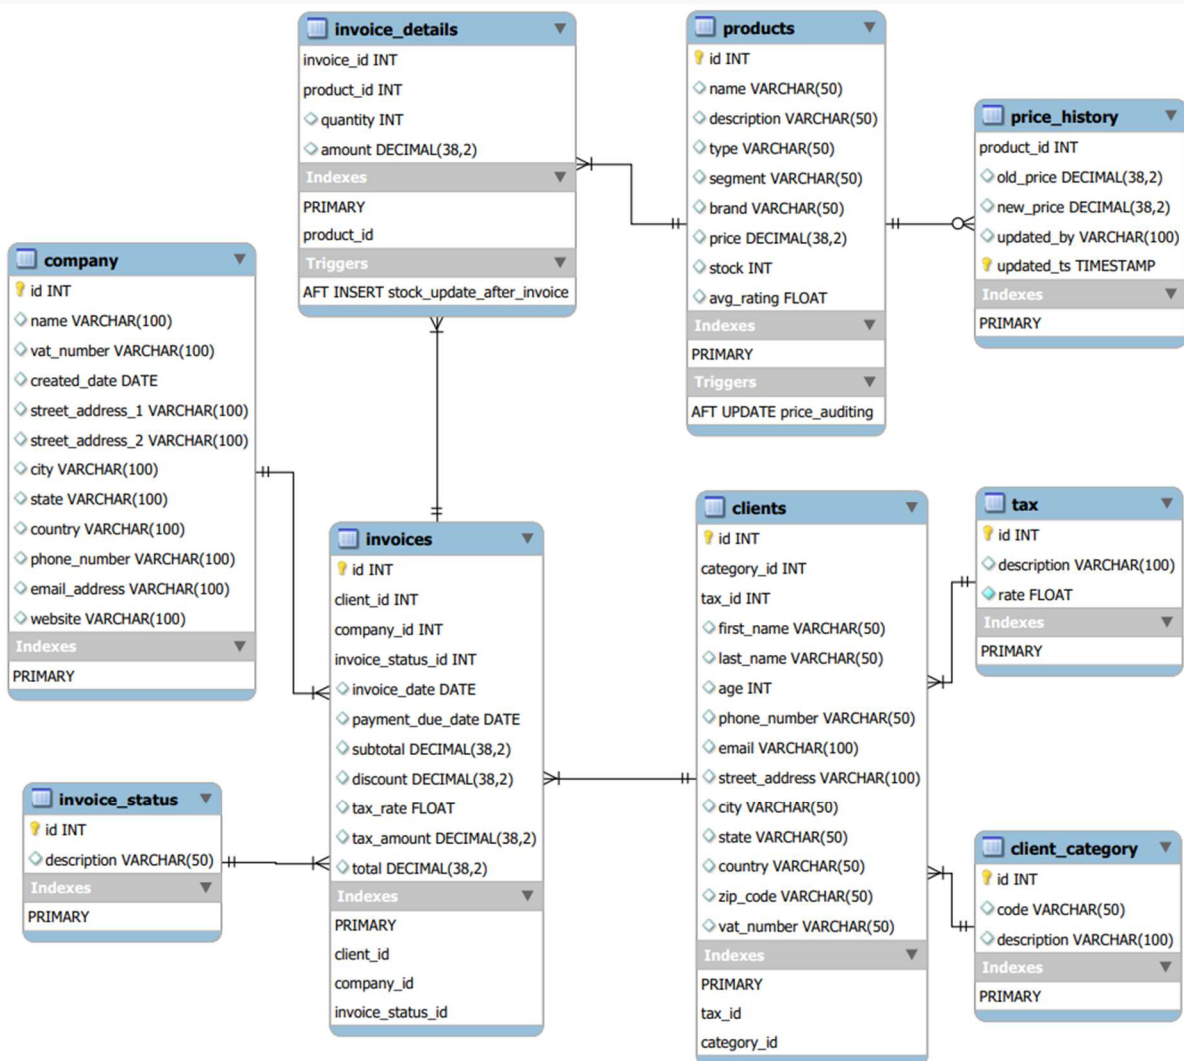 invoice_details
invoice_id INT
product_id INT
quantity INT
amount DECIMAL(38,2)
Indexes
PRIMARY
product_id
Triggers
AFT INSERT stock_update_after_invoice
products
id INT
name VARCHAR(50)
description VARCHAR(50)
type VARCHAR(50)
segment VARCHAR(50)
brand VARCHAR(50)
price DECIMAL(38,2)
stock INT
avg_rating FLOAT
Indexes
PRIMARY
Triggers
AFT UPDATE price_auditing
price_history
product_id INT
old_price DECIMAL(38,2)
new_price DECIMAL(38,2)
updated_by VARCHAR(100)
updated_ts TIMESTAMP
Indexes
PRIMARY
company
id INT
name VARCHAR(100)
vat_number VARCHAR(100)
created_date DATE
street_address_1 VARCHAR(100)
street_address_2 VARCHAR(100)
city VARCHAR(100)
state VARCHAR(100)
country VARCHAR(100)
phone_number VARCHAR(100)
email_address VARCHAR(100)
website VARCHAR(100)
Indexes
PRIMARY
invoices
id INT
client_id INT
company_id INT
invoice_status_id INT
invoice_date DATE
payment_due_date DATE
subtotal DECIMAL(38,2)
discount DECIMAL(38,2)
tax_rate FLOAT
tax_amount DECIMAL(38,2)
total DECIMAL(38,2)
Indexes
PRIMARY
client_id
company_id
invoice_status_id
clients
id INT
category_id INT
tax_id INT
first_name VARCHAR(50)
last_name VARCHAR(50)
age INT
phone_number VARCHAR(50)
email VARCHAR(100)
street_address VARCHAR(100)
city VARCHAR(50)
state VARCHAR(50)
country VARCHAR(50)
zip_code VARCHAR(50)
vat_number VARCHAR(50)
Indexes
PRIMARY
tax_id
category_id
tax
id INT
description VARCHAR(100)
rate FLOAT
Indexes
PRIMARY
invoice_status
id INT
description VARCHAR(50)
Indexes
PRIMARY
client_category
id INT
code VARCHAR(50)
description VARCHAR(100)
Indexes
PRIMARY